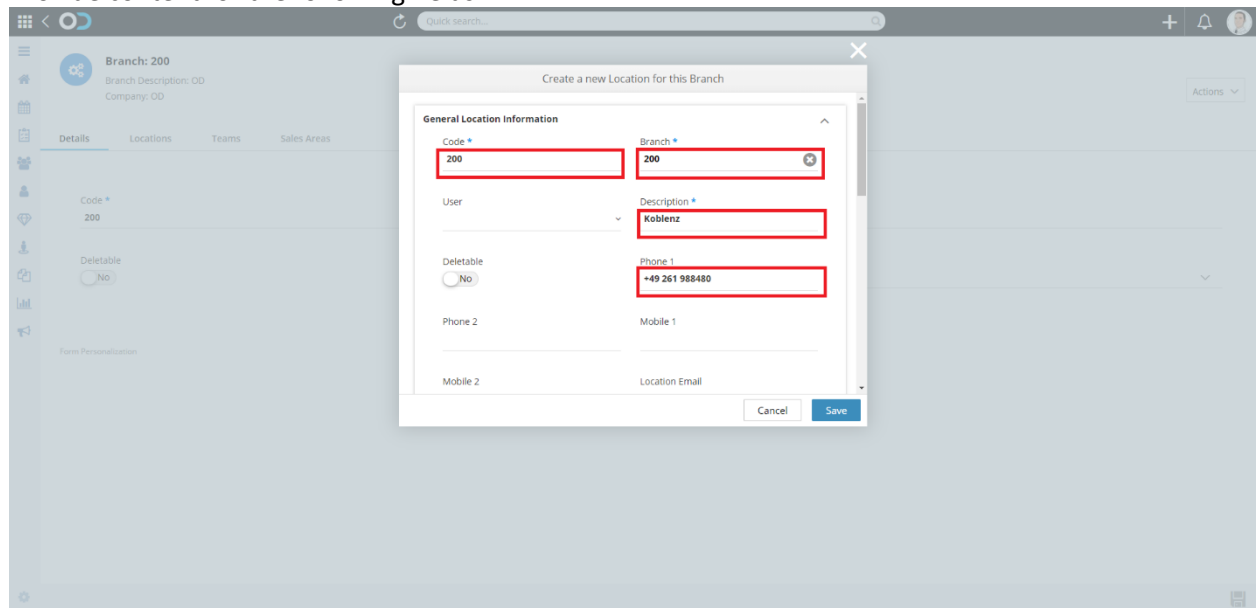 Quick search...
Branch: 200
Branch Description: OD
Company: OD
Actions
Details Locations Teams Sales Areas
Code *
200
Deletable
No
Form Personalization
Create a new Location for this Branch
General Location Information
Code * Branch *
200 200
User Description *
Koblenz
Deletable Phone 1
No +49 261 988480
Phone 2 Mobile 1
Mobile 2 Location Email
Cancel Save